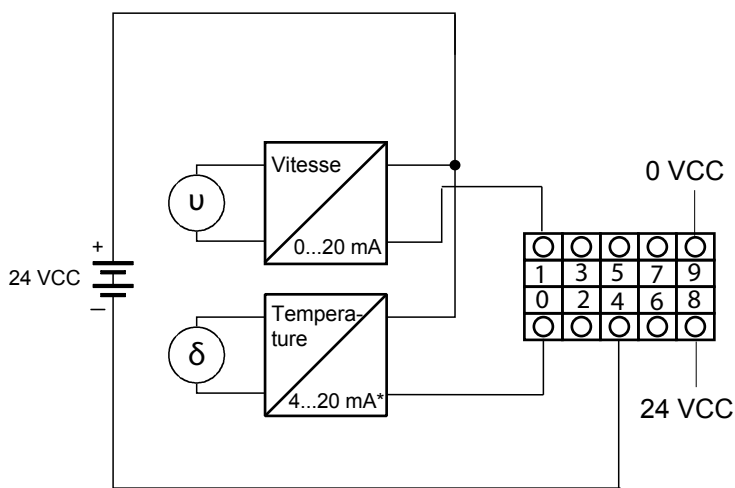 Vitesse
υ
0...20 mA
0 VCC
+
24 VCC
–
1 3 5 7 9
0 2 4 6 8
Tempera-
ture
δ
4...20 mA*
24 VCC